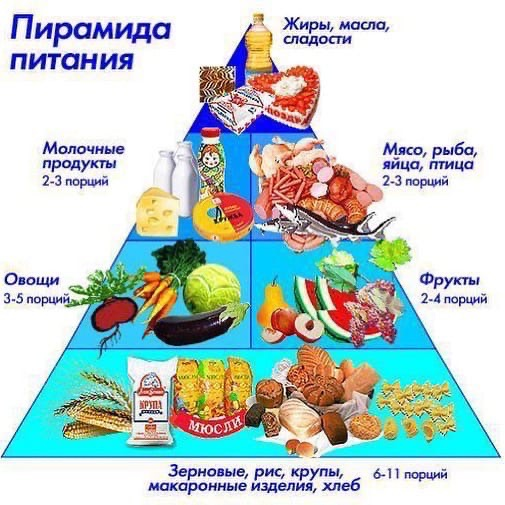 Пирамида
питания
Жиры, масла,
сладости
Молочные
продукты
2-3 порций
Мясо, рыба,
яйца, птица
2-3 порций
Овощи
3-5 порций
Фрукты
2-4 порций
КРУПА
МЮСЛИ
Зерновые, рис, крупы,
макаронные изделия, хлеб
6-11 порций